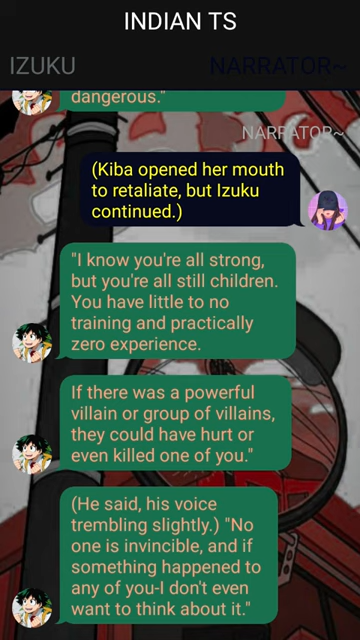 INDIAN TS
IZUKU
NARRATOR~
dangerous."
NARRATOR~
(Kiba opened her mouth
to retaliate, but Izuku
continued.)
"I know you're all strong,
but you're all still children.
You have little to no
training and practically
zero experience.
If there was a powerful
villain or group of villains,
they could have hurt or
even killed one of you."
(He said, his voice
trembling slightly.) "No
one is invincible, and if
something happened to
any of you-I don't even
want to think about it."